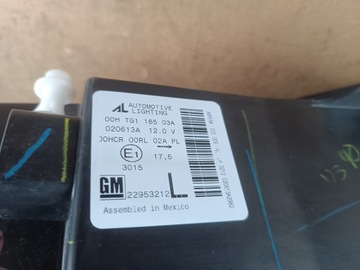 AL AUTOMOTIVE
LIGHTING
00H TG1 165 03A
020613A 12.0 V
00HCR 00RL 02A PL
E1 17,5
3015
GM 22953212 L
Assembled in Mexico